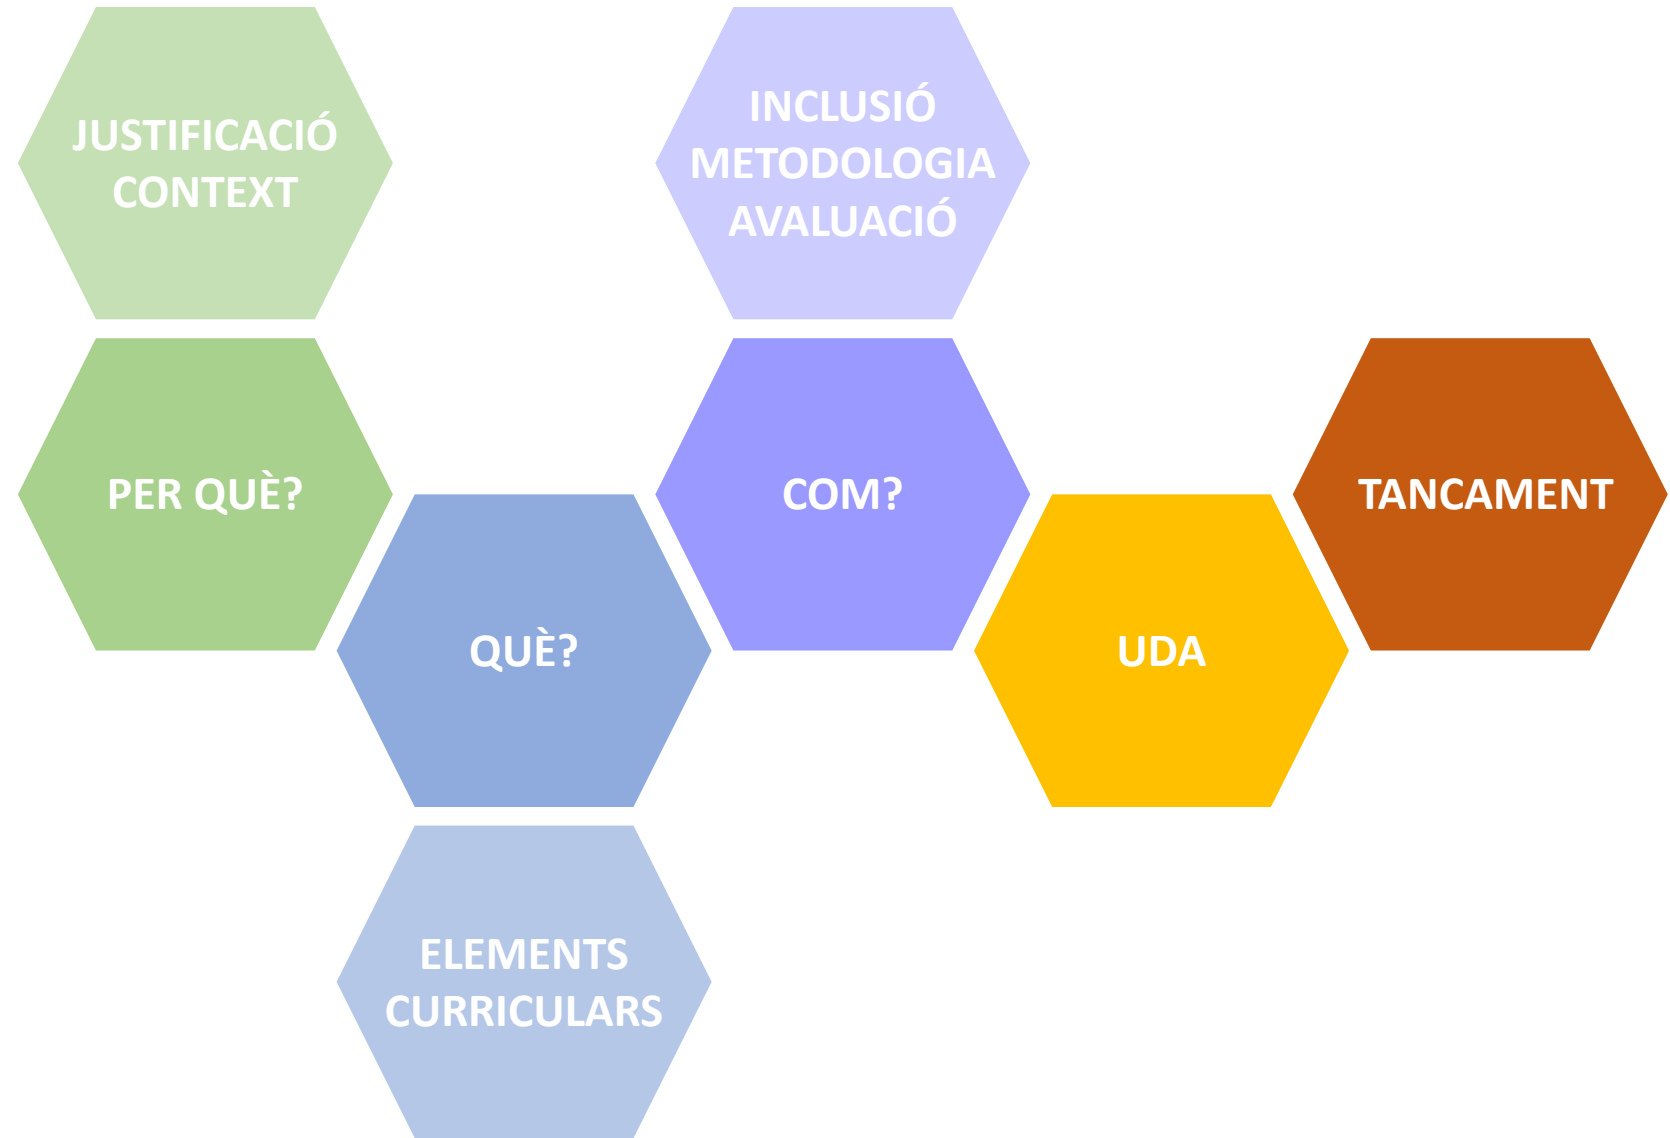 JUSTIFICACIÓ
CONTEXT
PER QUÈ?
QUÈ?
ELEMENTS
CURRICULARS
INCLUSIÓ
METODOLOGIA
AVALUACIÓ
COM?
UDA
TANCAMENT